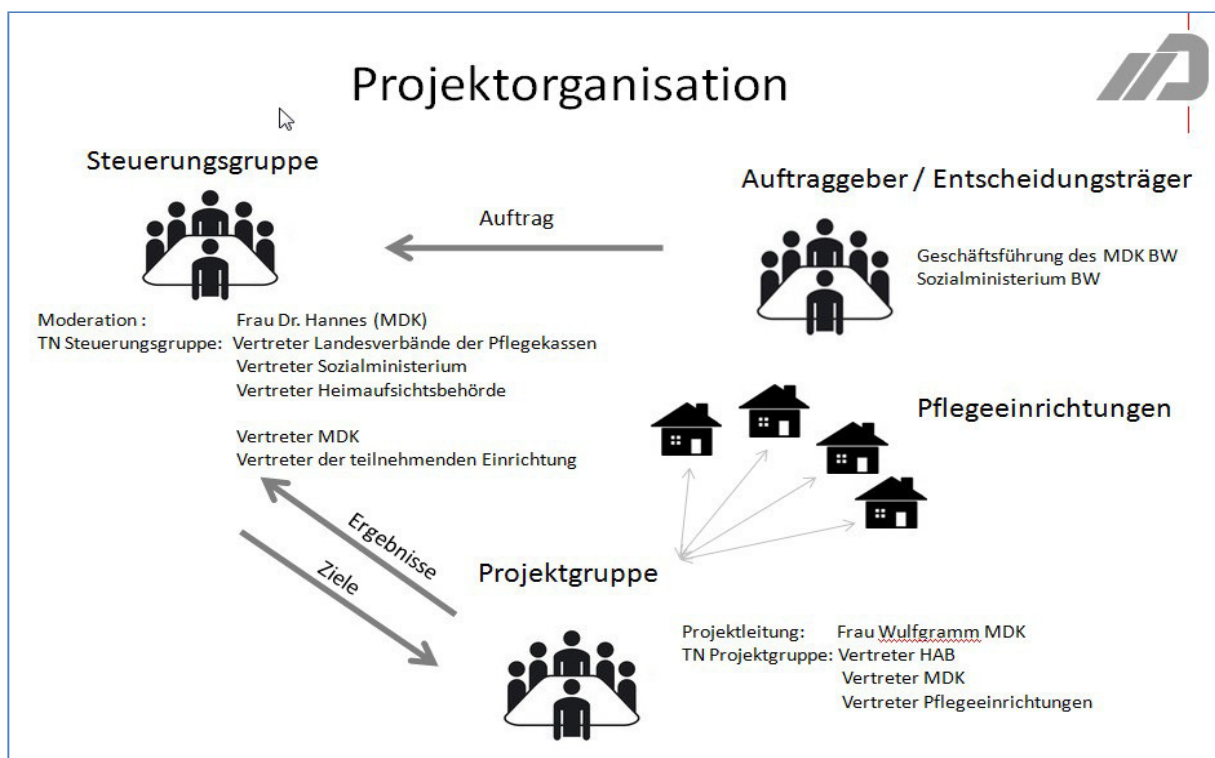 Projektorganisation
Steuerungsgruppe
Auftraggeber / Entscheidungsträger
Auftrag
Geschäftsführung des MDK BW
Sozialministerium BW
Moderation : Frau Dr. Hannes (MDK)
TN Steuerungsgruppe: Vertreter Landesverbände der Pflegekassen
Vertreter Sozialministerium
Vertreter Heimaufsichtsbehörde
Vertreter MDK
Vertreter der teilnehmenden Einrichtung
Pflegeeinrichtungen
Ergebnisse
Ziele
Projektgruppe
Projektleitung: Frau Wulfgramm MDK
TN Projektgruppe: Vertreter HAB
Vertreter MDK
Vertreter Pflegeeinrichtungen